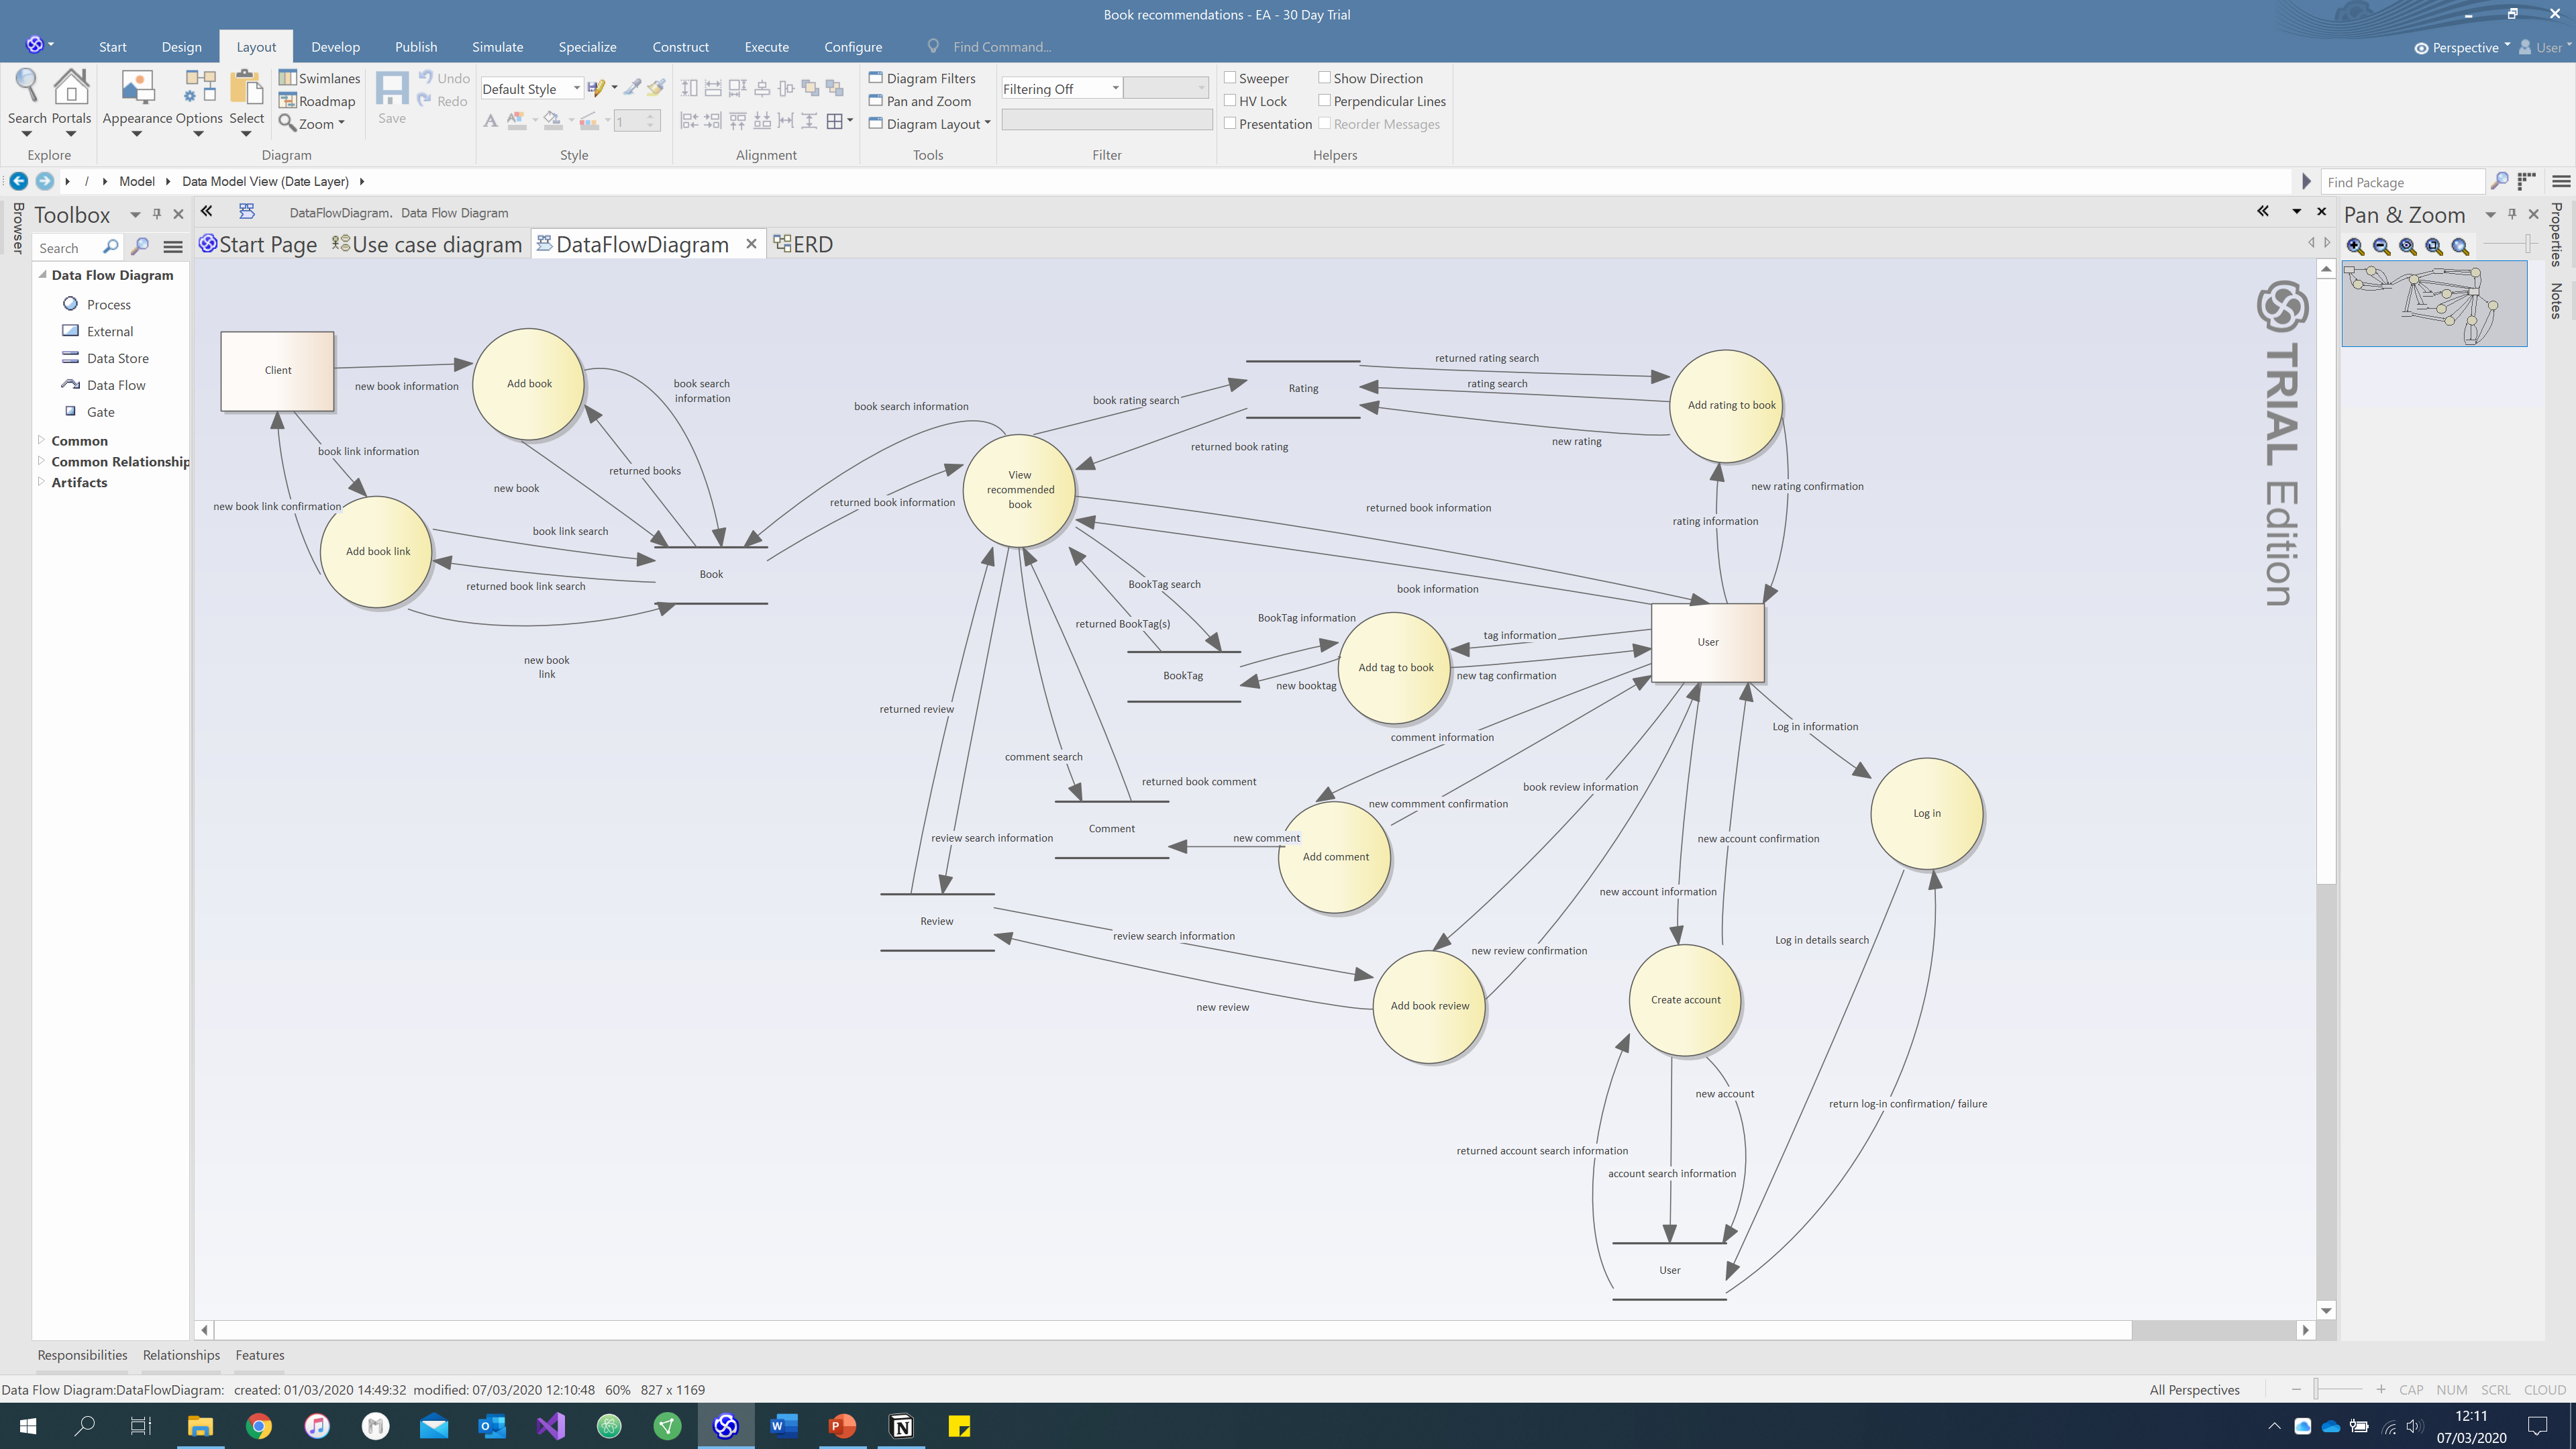 Book recommendations - EA - 30 Day Trial
Start Design Layout Develop Publish Simulate Specialize Construct Execute Configure Find Command... Perspective User
Search Portals Appearance Options Select
Swimlanes
Roadmap
Zoom
Save
Undo
Redo
Default Style
1
Diagram Filters
Pan and Zoom
Diagram Layout
Filtering Off
Sweeper
HV Lock
Presentation
Show Direction
Perpendicular Lines
Reorder Messages
Explore Diagram Style Alignment Tools Filter Helpers
/ Model Data Model View (Date Layer) Find Package
Browser
Toolbox
Search
Data Flow Diagram
Process
External
Data Store
Data Flow
Gate
Common
Common Relationship
Artifacts
DataFlowDiagram. Data Flow Diagram
Start Page Use case diagram DataFlowDiagram ERD
Pan & Zoom
Properties
Notes
TRIAL Edition
Client
new book information
Add book
book search
information
book link information
returned books
new book
new book link confirmation
Add book link
book link search
returned book link search
Book
new book
link
book search information
returned book information
View
recommended
book
book rating search
returned book rating
Rating
returned rating search
rating search
new rating
Add rating to book
new rating confirmation
rating information
returned book information
book information
BookTag search
returned BookTag(s)
BookTag
BookTag information
new booktag
Add tag to book
tag information
new tag confirmation
User
returned review
comment search
returned book comment
review search information
Comment
new comment
Add comment
comment information
new commment confirmation
book review information
Log in information
Log in
new account confirmation
new account information
Review
review search information
new review
Add book review
new review confirmation
Create account
Log in details search
new account
returned account search information
account search information
return log-in confirmation/ failure
User
Responsibilities Relationships Features
Data Flow Diagram:DataFlowDiagram: created: 01/03/2020 14:49:32 modified: 07/03/2020 12:10:48 60% 827 x 1169
All Perspectives CAP NUM SCRL CLOUD
12:11
07/03/2020